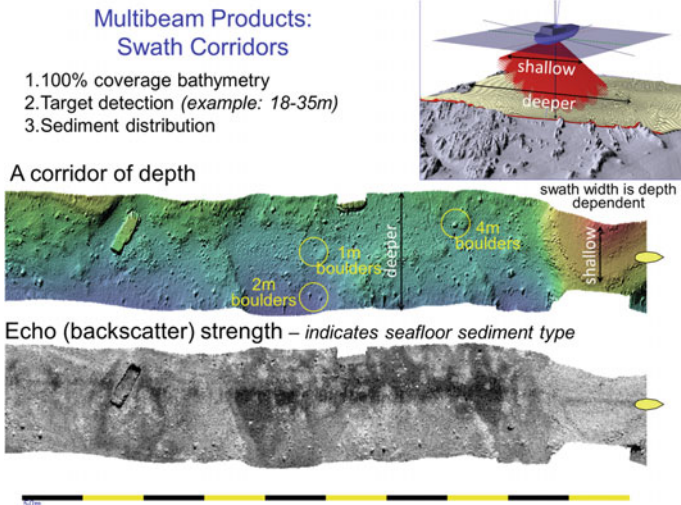 Multibeam Products:
Swath Corridors
1.100% coverage bathymetry
2.Target detection (example: 18-35m)
3.Sediment distribution
shallow
deeper
A corridor of depth
swath width is depth
dependent
4m
boulders
1m
boulders
2m
boulders
deeper
shallow
Echo (backscatter) strength – indicates seafloor sediment type